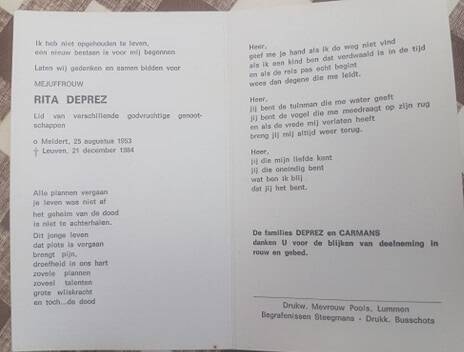 Ik heb niet opgehouden te leven,
een nieuw bestaan is voor mij begonnen
Laten wij gedenken en samen bidden voor
MEJUFFROUW
RITA DEPREZ
Lid van verschillende godvruchtige genoot-
schappen
o Meldert, 25 augustus 1953
† Leuven, 21 december 1984
Alle plannen vergaan
je leven was niet af
het geheim van de dood
is niet te achterhalen.
Dit jonge leven
dat plots is vergaan
brengt pijn,
droefheid in ons hart
zovele plannen
zoveel talenten
grote wilskracht
en toch...de dood
Heer,
geef me je hand als ik de weg niet vind
als ik een kind ben dat verdwaald is in de tijd
en als de reis pas echt begint
wees dan degene die me leidt.
Heer,
jij bent de tuinman die me water geeft
jij bent de vogel die me meedraagt op zijn rug
en als de vrede mij verlaten heeft
breng jij mij altijd weer terug.
Heer,
jij die mijn liefde kent
jij die oneindig bent
wat ben ik blij
dat jij het bent.
De families DEPREZ en CARMANS
danken U voor de blijken van deelneming in
rouw en gebed.
Drukw. Mevrouw Pools, Lummen
Begrafenissen Steegmans - Drukk. Busschots